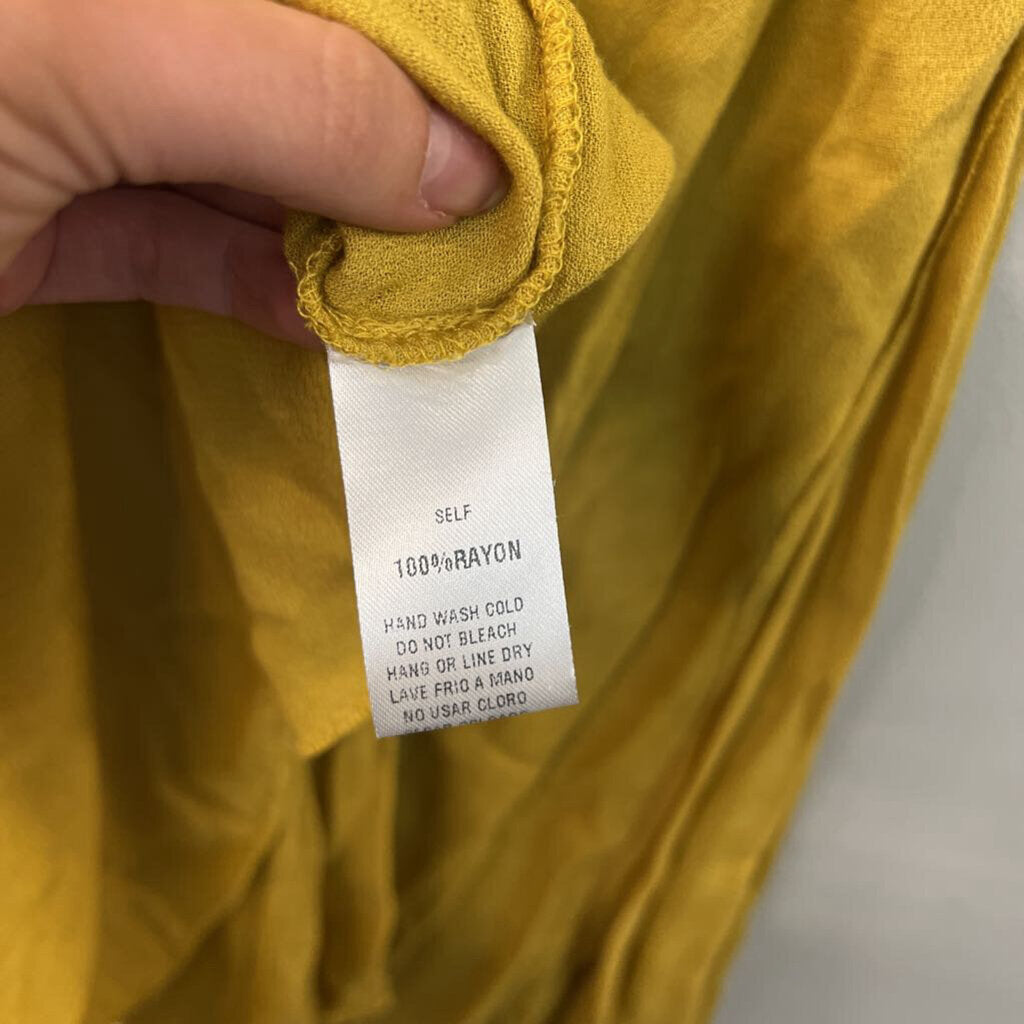 SELF
100%RAYON
HAND WASH COLD
DO NOT BLEACH
HANG OR LINE DRY
LAVE FRIO A MANO
NO USAR CLORO